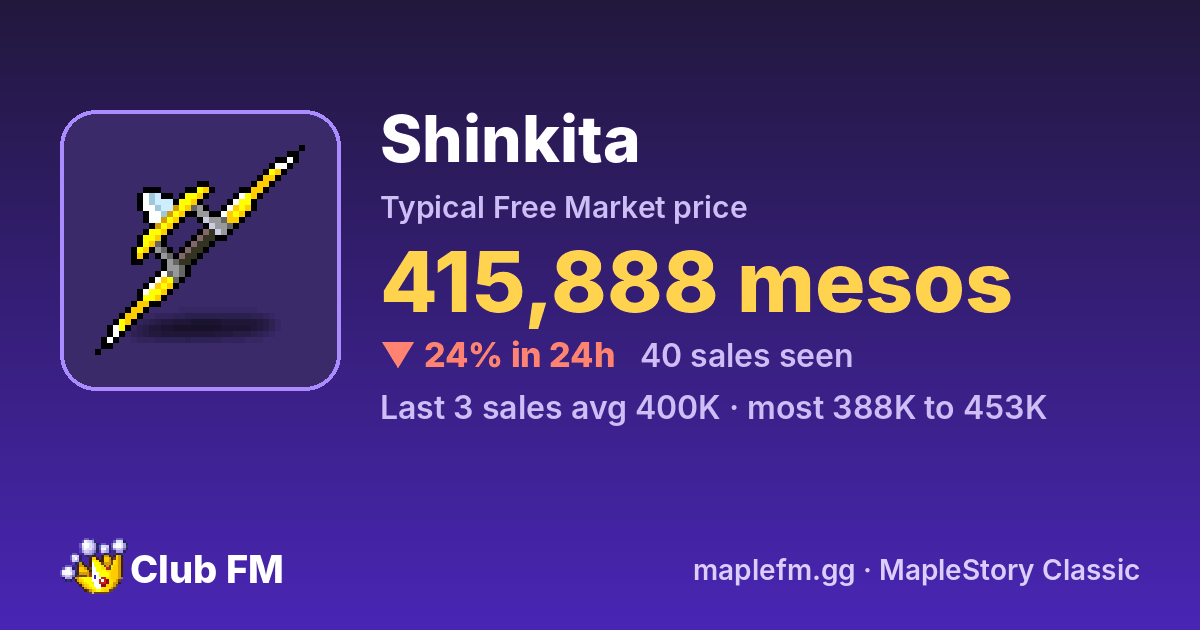 Shinkita
Typical Free Market price
415,888 mesos
▼ 24% in 24h 40 sales seen
Last 3 sales avg 400K · most 388K to 453K
Club FM
maplefm.gg · MapleStory Classic